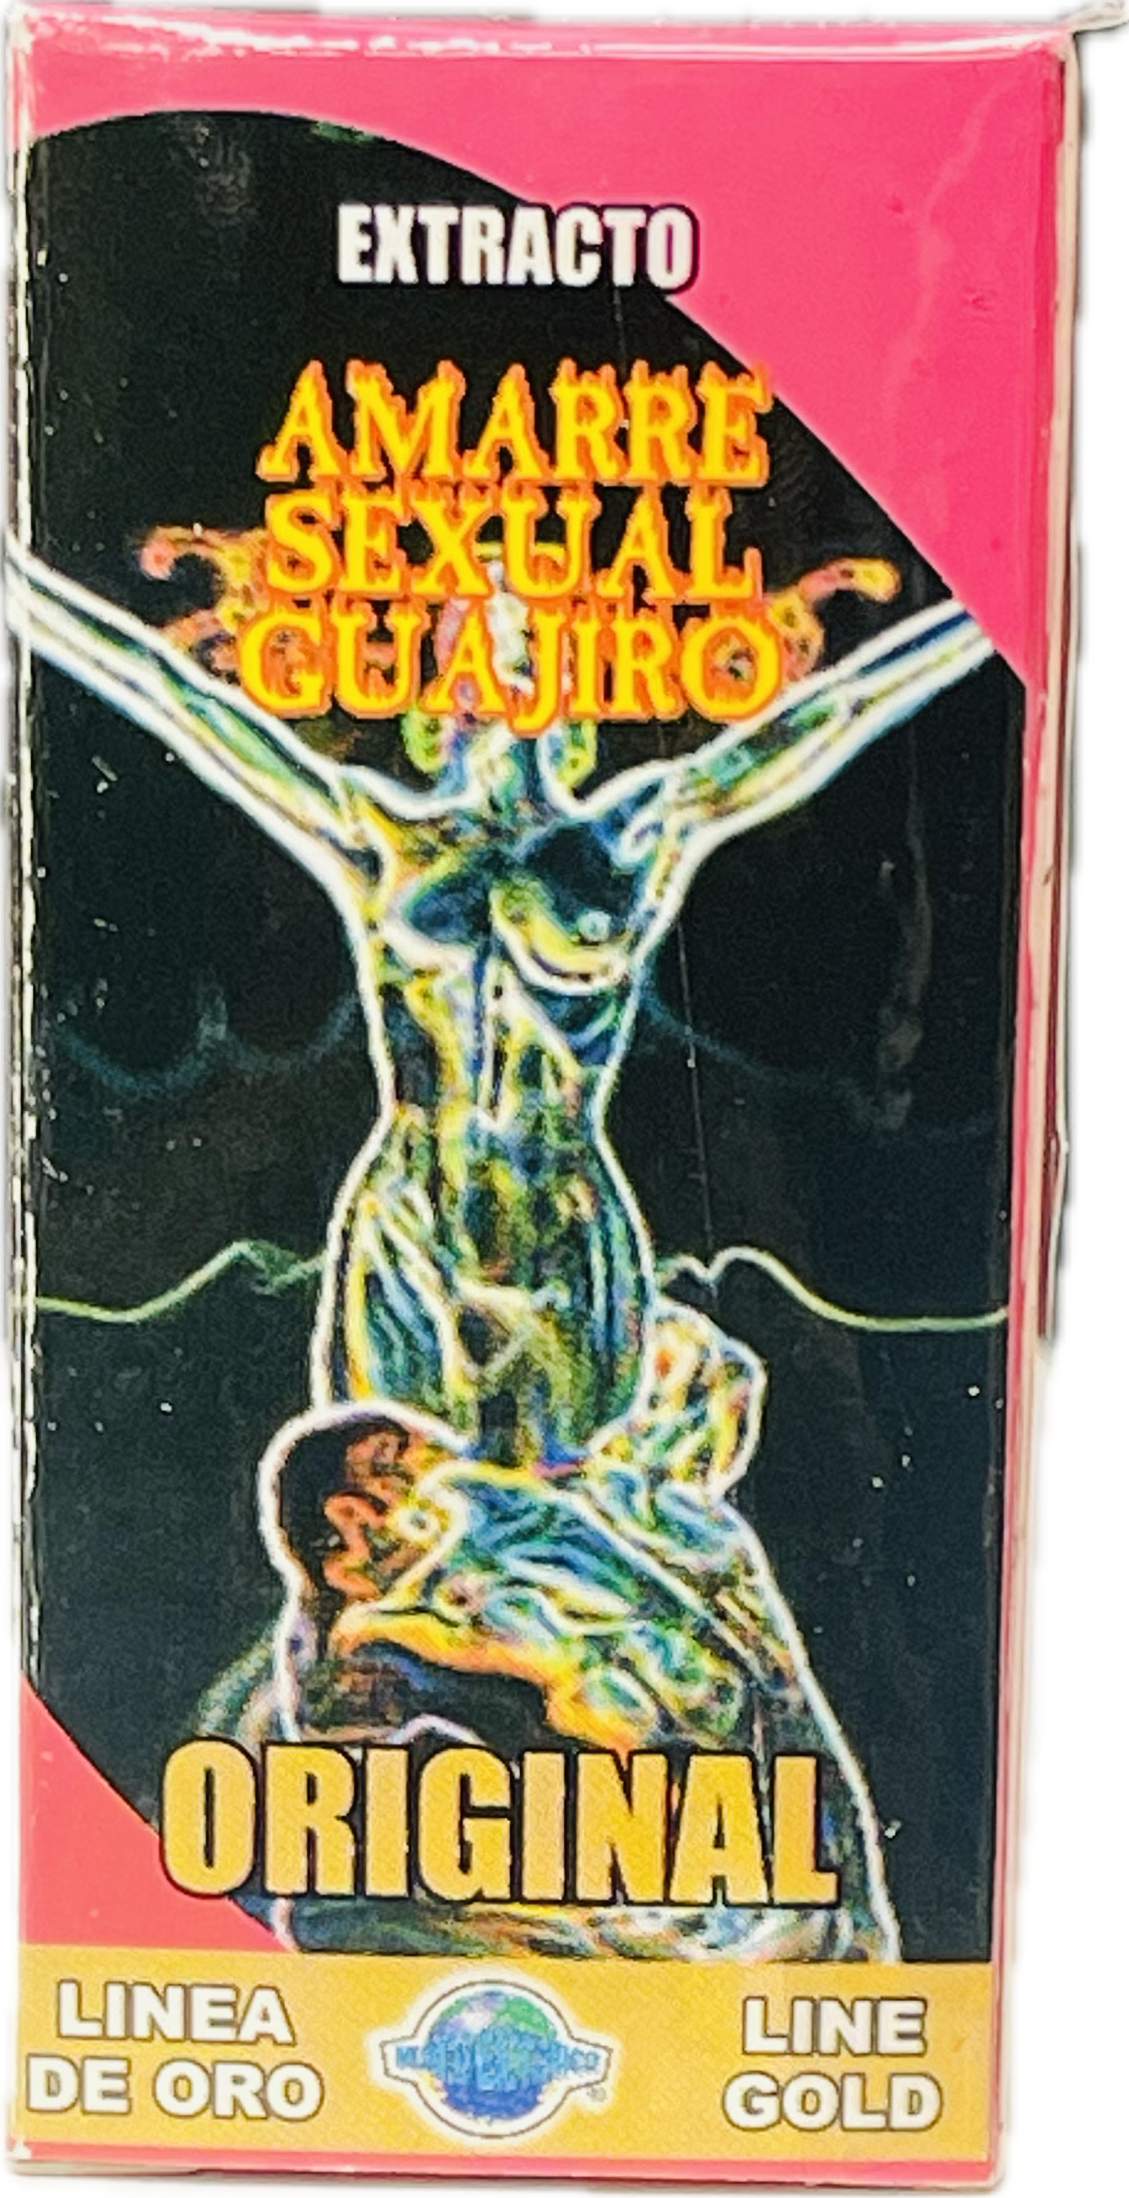 EXTRACTO
AMARRE
SEXUAL
GUAJIRO
ORIGINAL
LINEA
DE ORO
LINE
GOLD